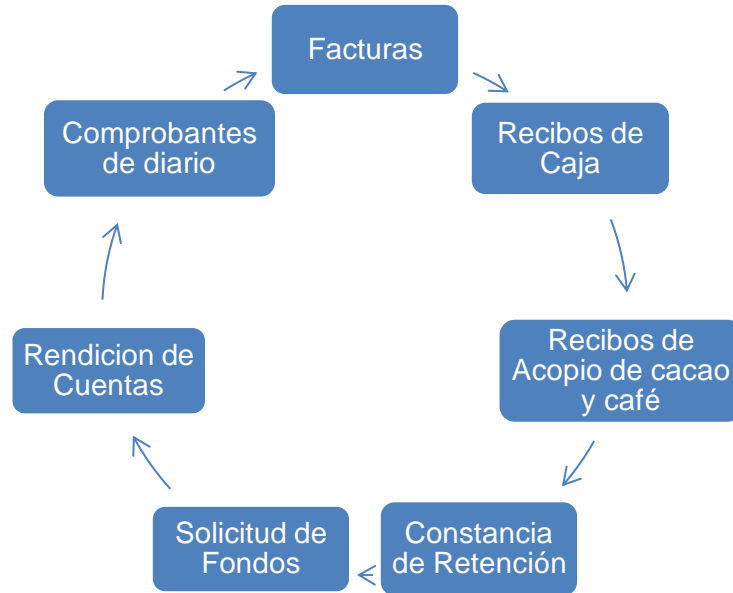 Facturas
Recibos de
Caja
Recibos de
Acopio de cacao
y café
Constancia
de Retención
Solicitud de
Fondos
Rendicion de
Cuentas
Comprobantes
de diario